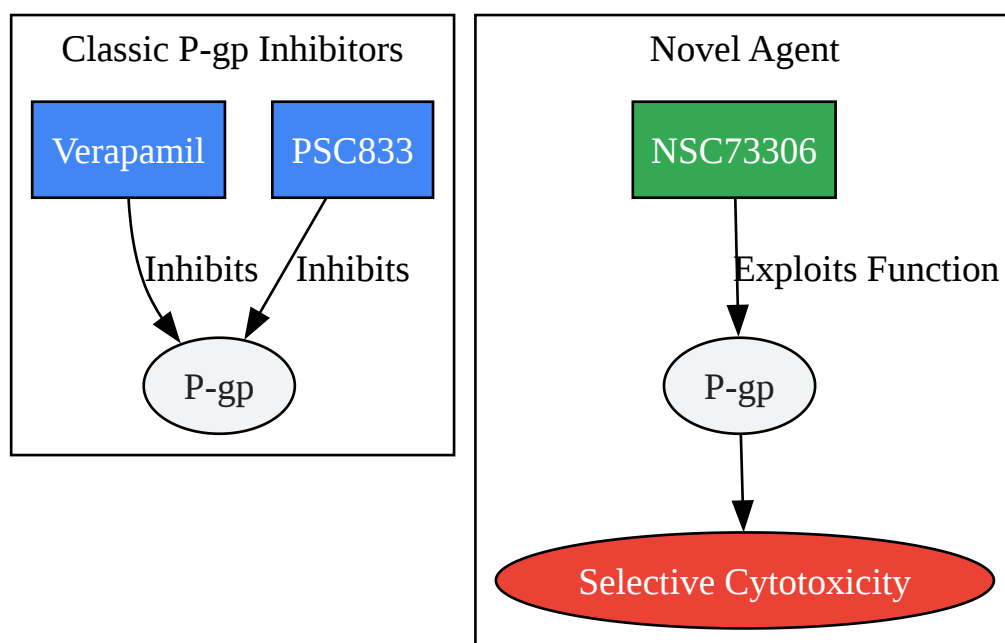 Classic P-gp Inhibitors
Verapamil
PSC833
Inhibits
Inhibits
P-gp
Novel Agent
NSC73306
Exploits Function
P-gp
Selective Cytotoxicity